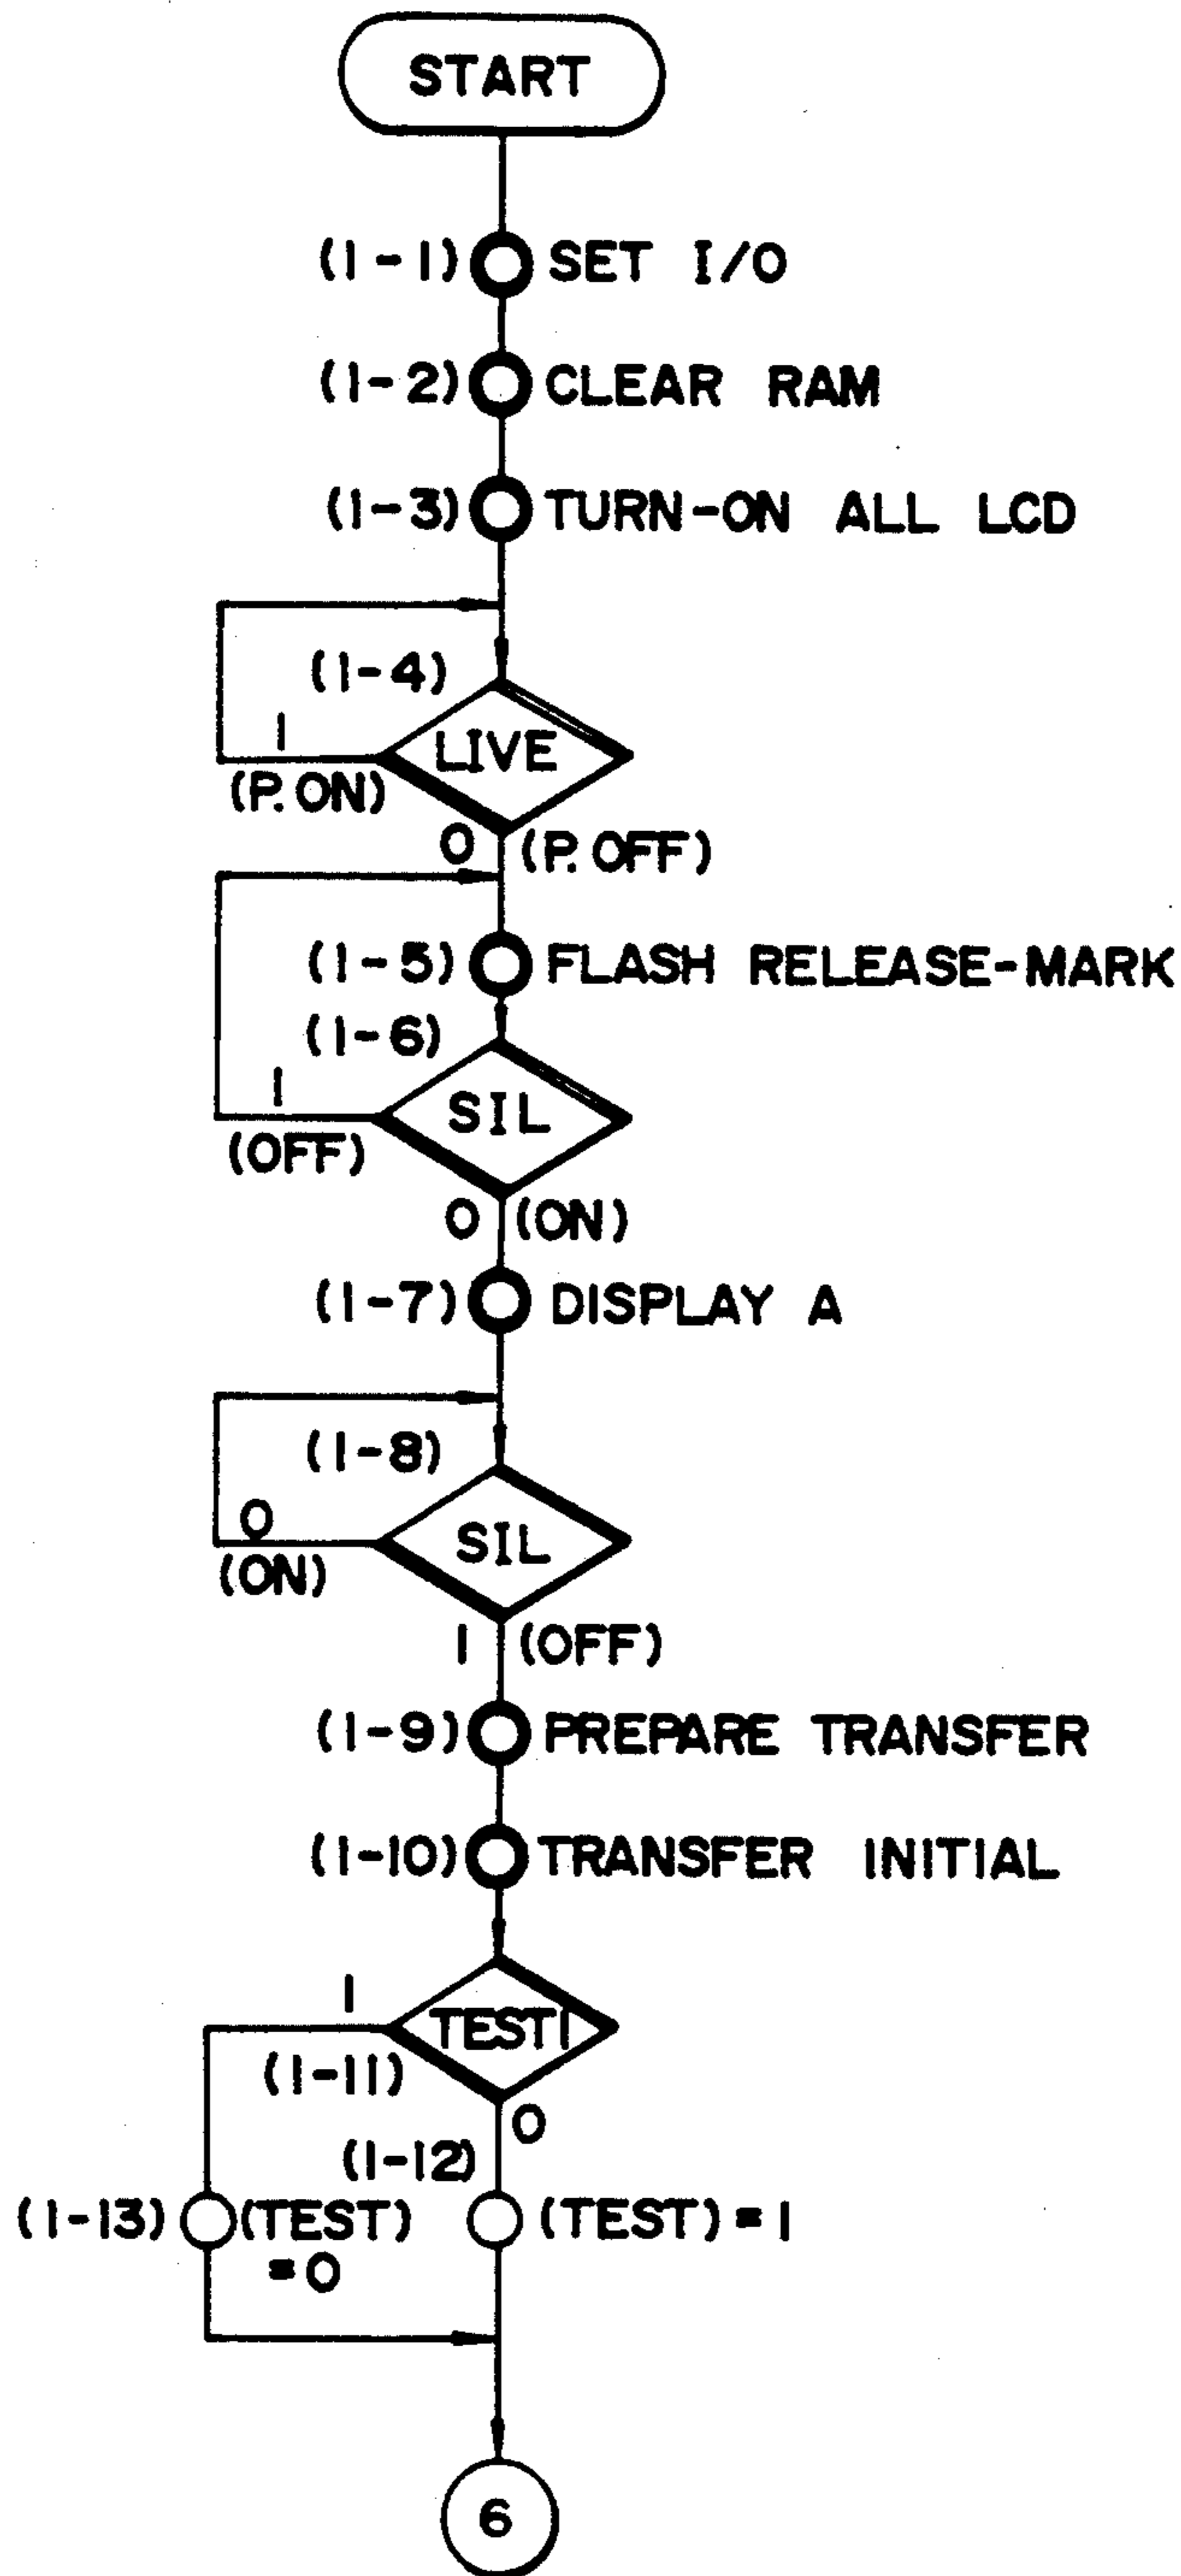 START
(1-1) SET I/O
(1-2) CLEAR RAM
(1-3) TURN-ON ALL LCD
(1-4)
1 LIVE
(P.ON)
0 (P.OFF)
(1-5) FLASH RELEASE-MARK
(1-6)
1 SIL
(OFF)
0 (ON)
(1-7) DISPLAY A
(1-8)
0 SIL
(ON)
1 (OFF)
(1-9) PREPARE TRANSFER
(1-10) TRANSFER INITIAL
1 TEST1
(1-11)
0
(1-12)
(1-13) (TEST) (TEST)=1
=0
6